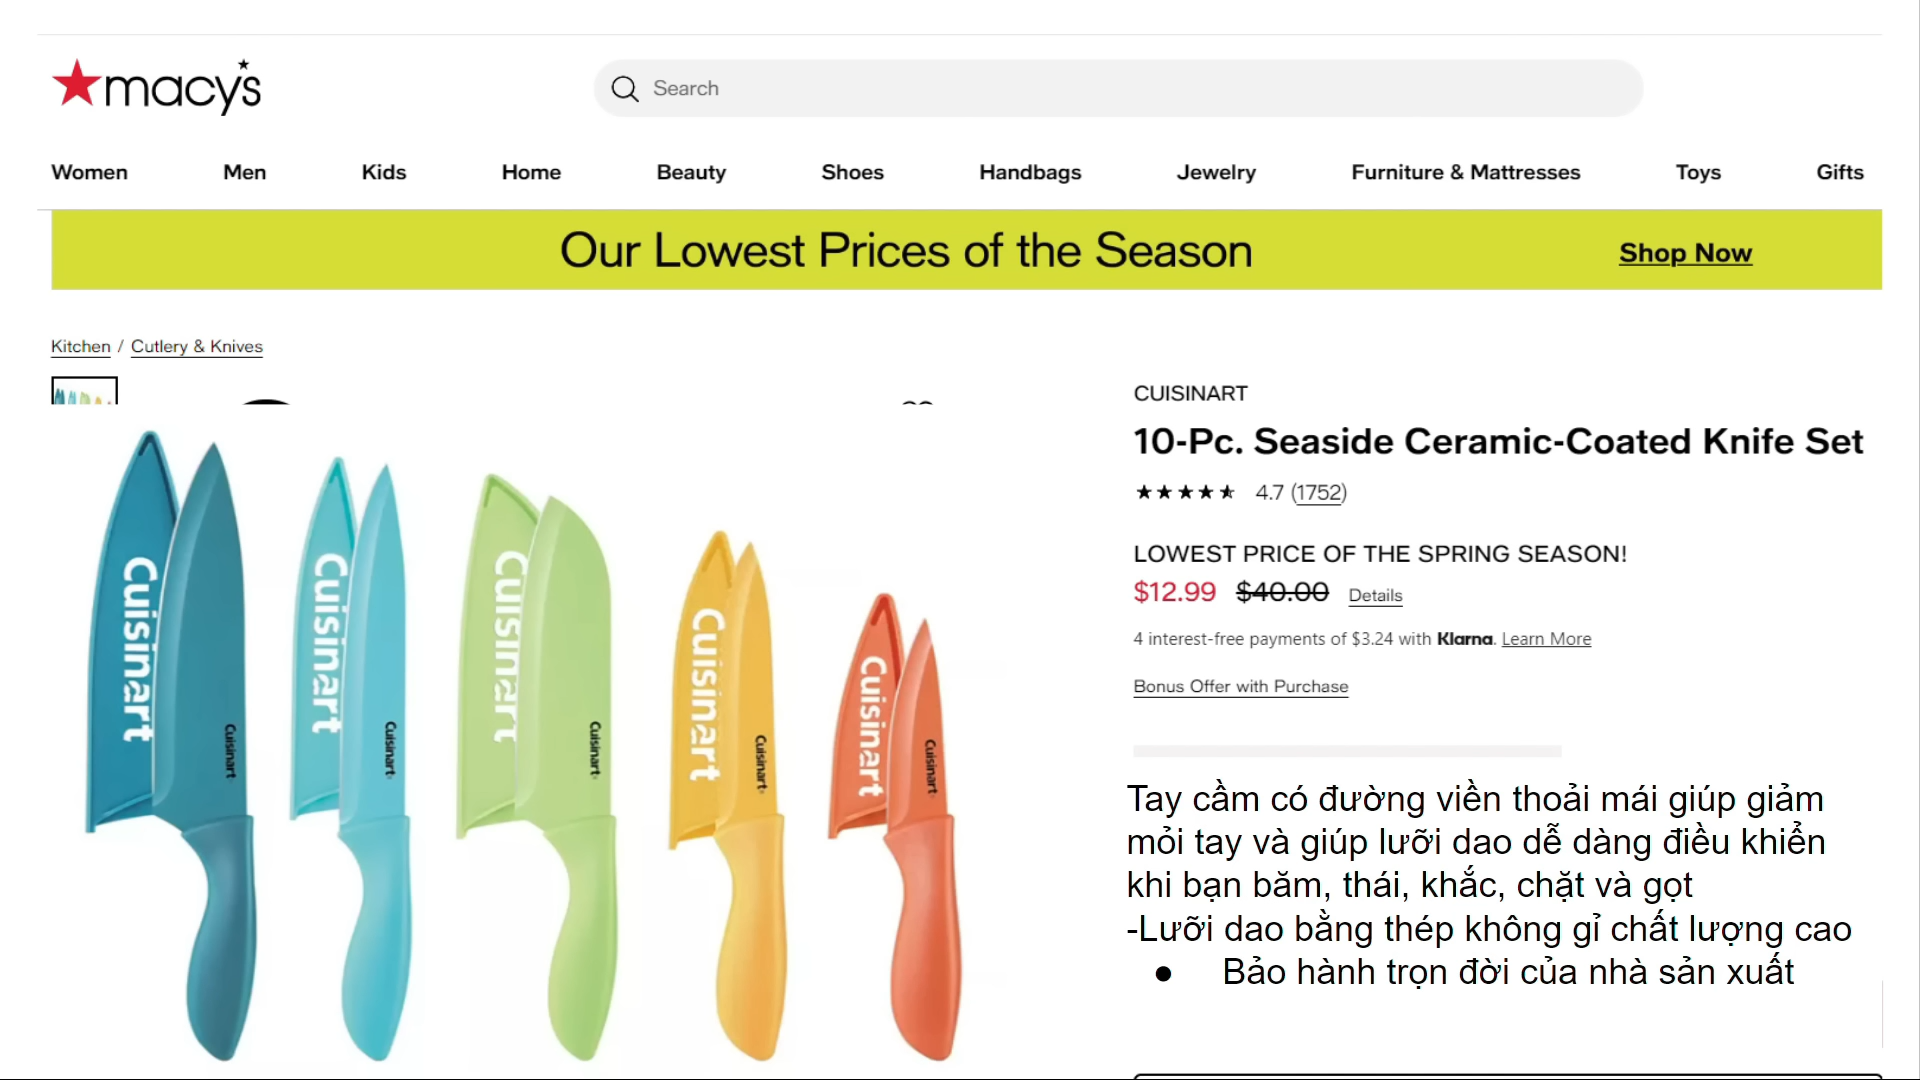 macy's
Search
Women Men Kids Home Beauty Shoes Handbags Jewelry Furniture & Mattresses Toys Gifts
Our Lowest Prices of the Season Shop Now
Kitchen / Cutlery & Knives
CUISINART
10-Pc. Seaside Ceramic-Coated Knife Set
4.7 (1752)
LOWEST PRICE OF THE SPRING SEASON!
$12.99 $40.00 Details
4 interest-free payments of $3.24 with Klarna. Learn More
Bonus Offer with Purchase
Tay cầm có đường viền thoải mái giúp giảm
mỏi tay và giúp lưỡi dao dễ dàng điều khiển
khi bạn băm, thái, khắc, chặt và gọt
-Lưỡi dao bằng thép không gỉ chất lượng cao
● Bảo hành trọn đời của nhà sản xuất
Cuisinart
Cuisinart
Cuisinart
Cuisinart
Cuisinart
Cuisinart
Cuisinart
Cuisinart
Cuisinart
Cuisinart